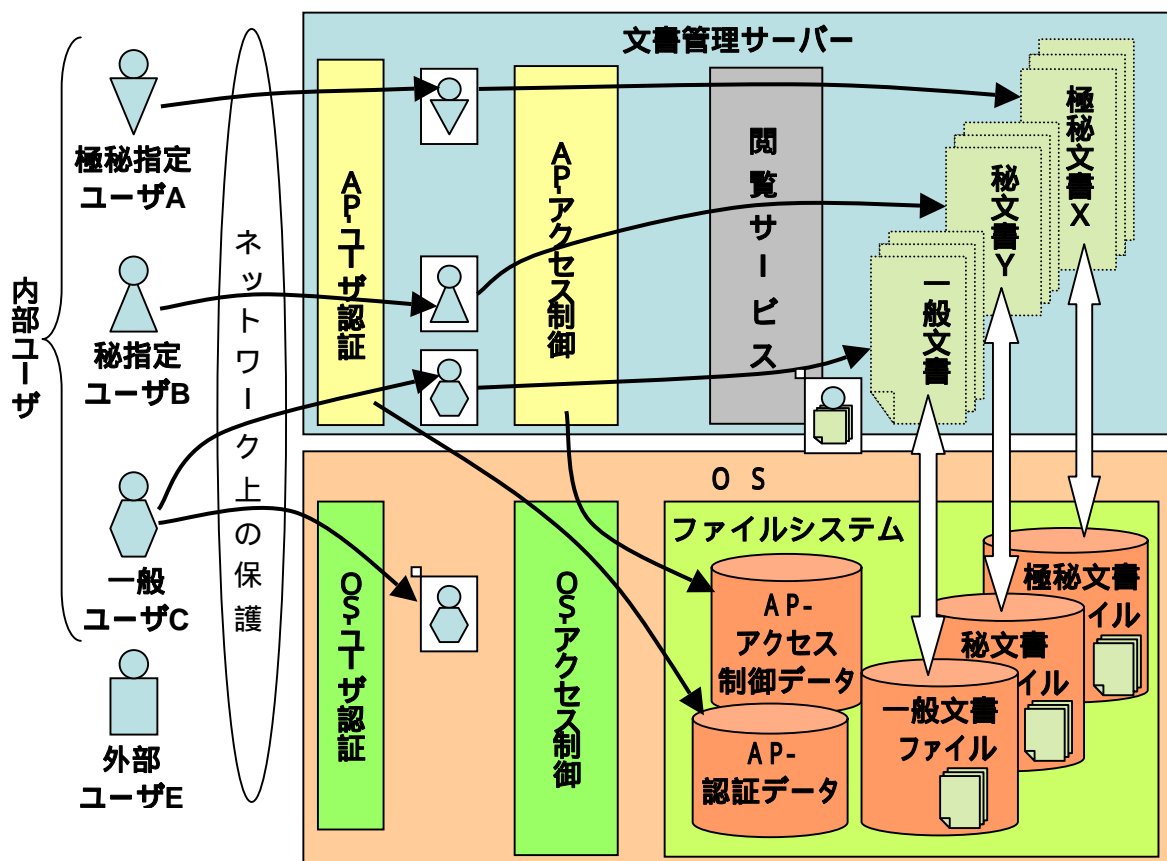 文書管理サーバー
極秘指定
ユーザA
秘指定
ユーザB
一般
ユーザC
外部
ユーザE
内部ユーザ
ネットワーク上の保護
AP-ユーザ認証
AP-アクセス制御
閲覧サービス
極秘文書X
秘文書Y
一般文書
OS
OS-ユーザ認証
OS-アクセス制御
ファイルシステム
AP-
アクセス
制御データ
AP-
認証データ
極秘文書
イル
秘文書
イル
一般文書
ファイル